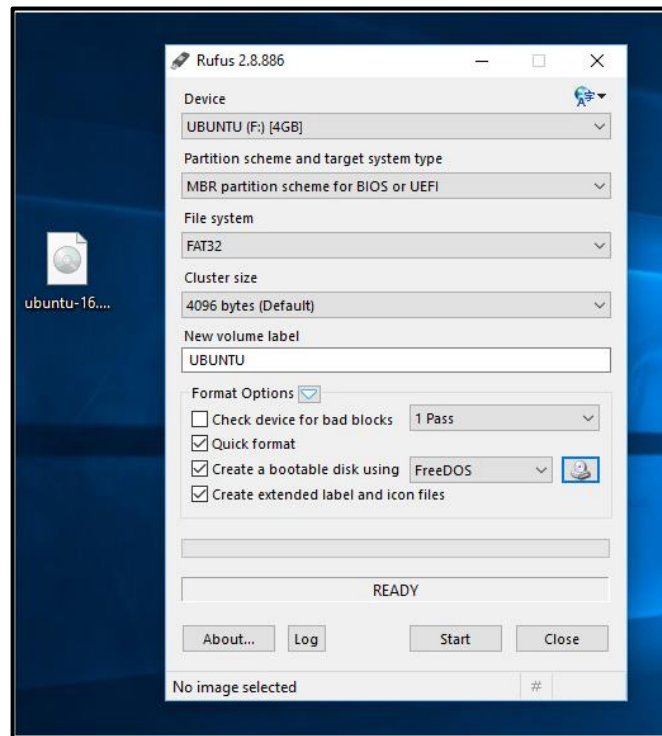 Rufus 2.8.886
Device
UBUNTU (F:) [4GB]
Partition scheme and target system type
MBR partition scheme for BIOS or UEFI
File system
FAT32
ubuntu-16....
Cluster size
4096 bytes (Default)
New volume label
UBUNTU
Format Options
Check device for bad blocks 1 Pass
Quick format
Create a bootable disk using FreeDOS
Create extended label and icon files
READY
About... Log Start Close
No image selected #